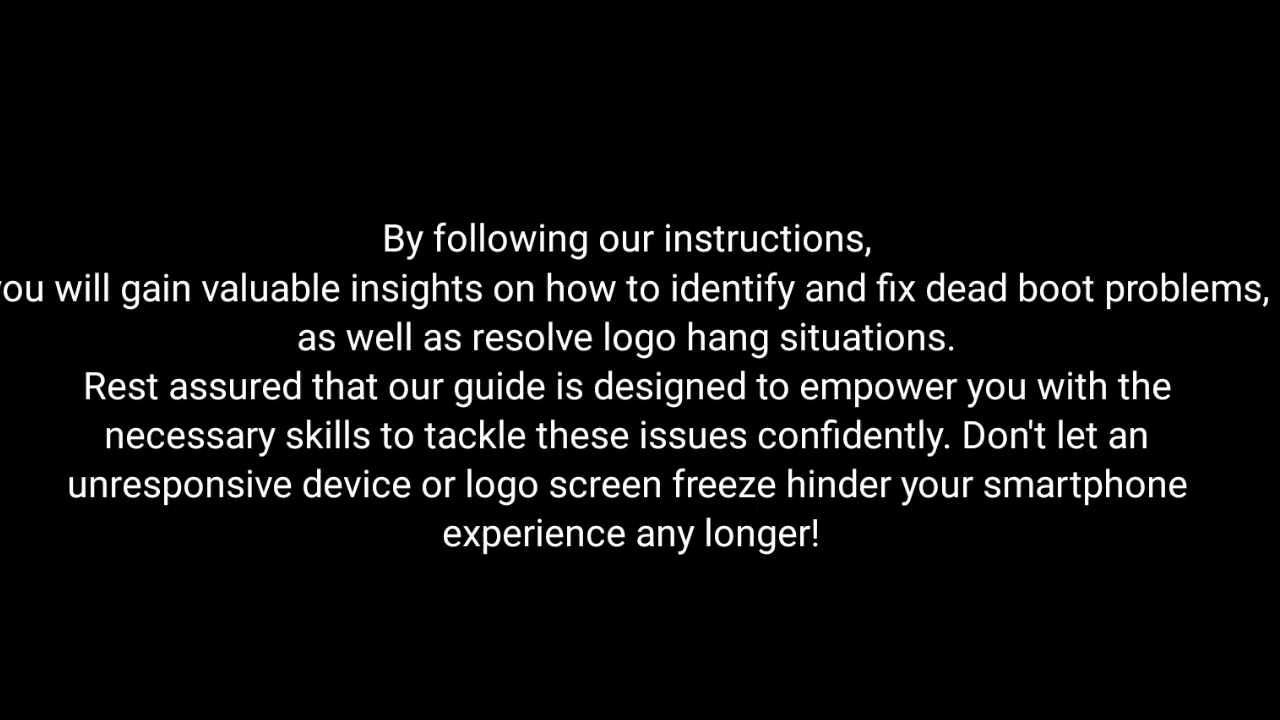 By following our instructions,
you will gain valuable insights on how to identify and fix dead boot problems,
as well as resolve logo hang situations.
Rest assured that our guide is designed to empower you with the
necessary skills to tackle these issues confidently. Don't let an
unresponsive device or logo screen freeze hinder your smartphone
experience any longer!